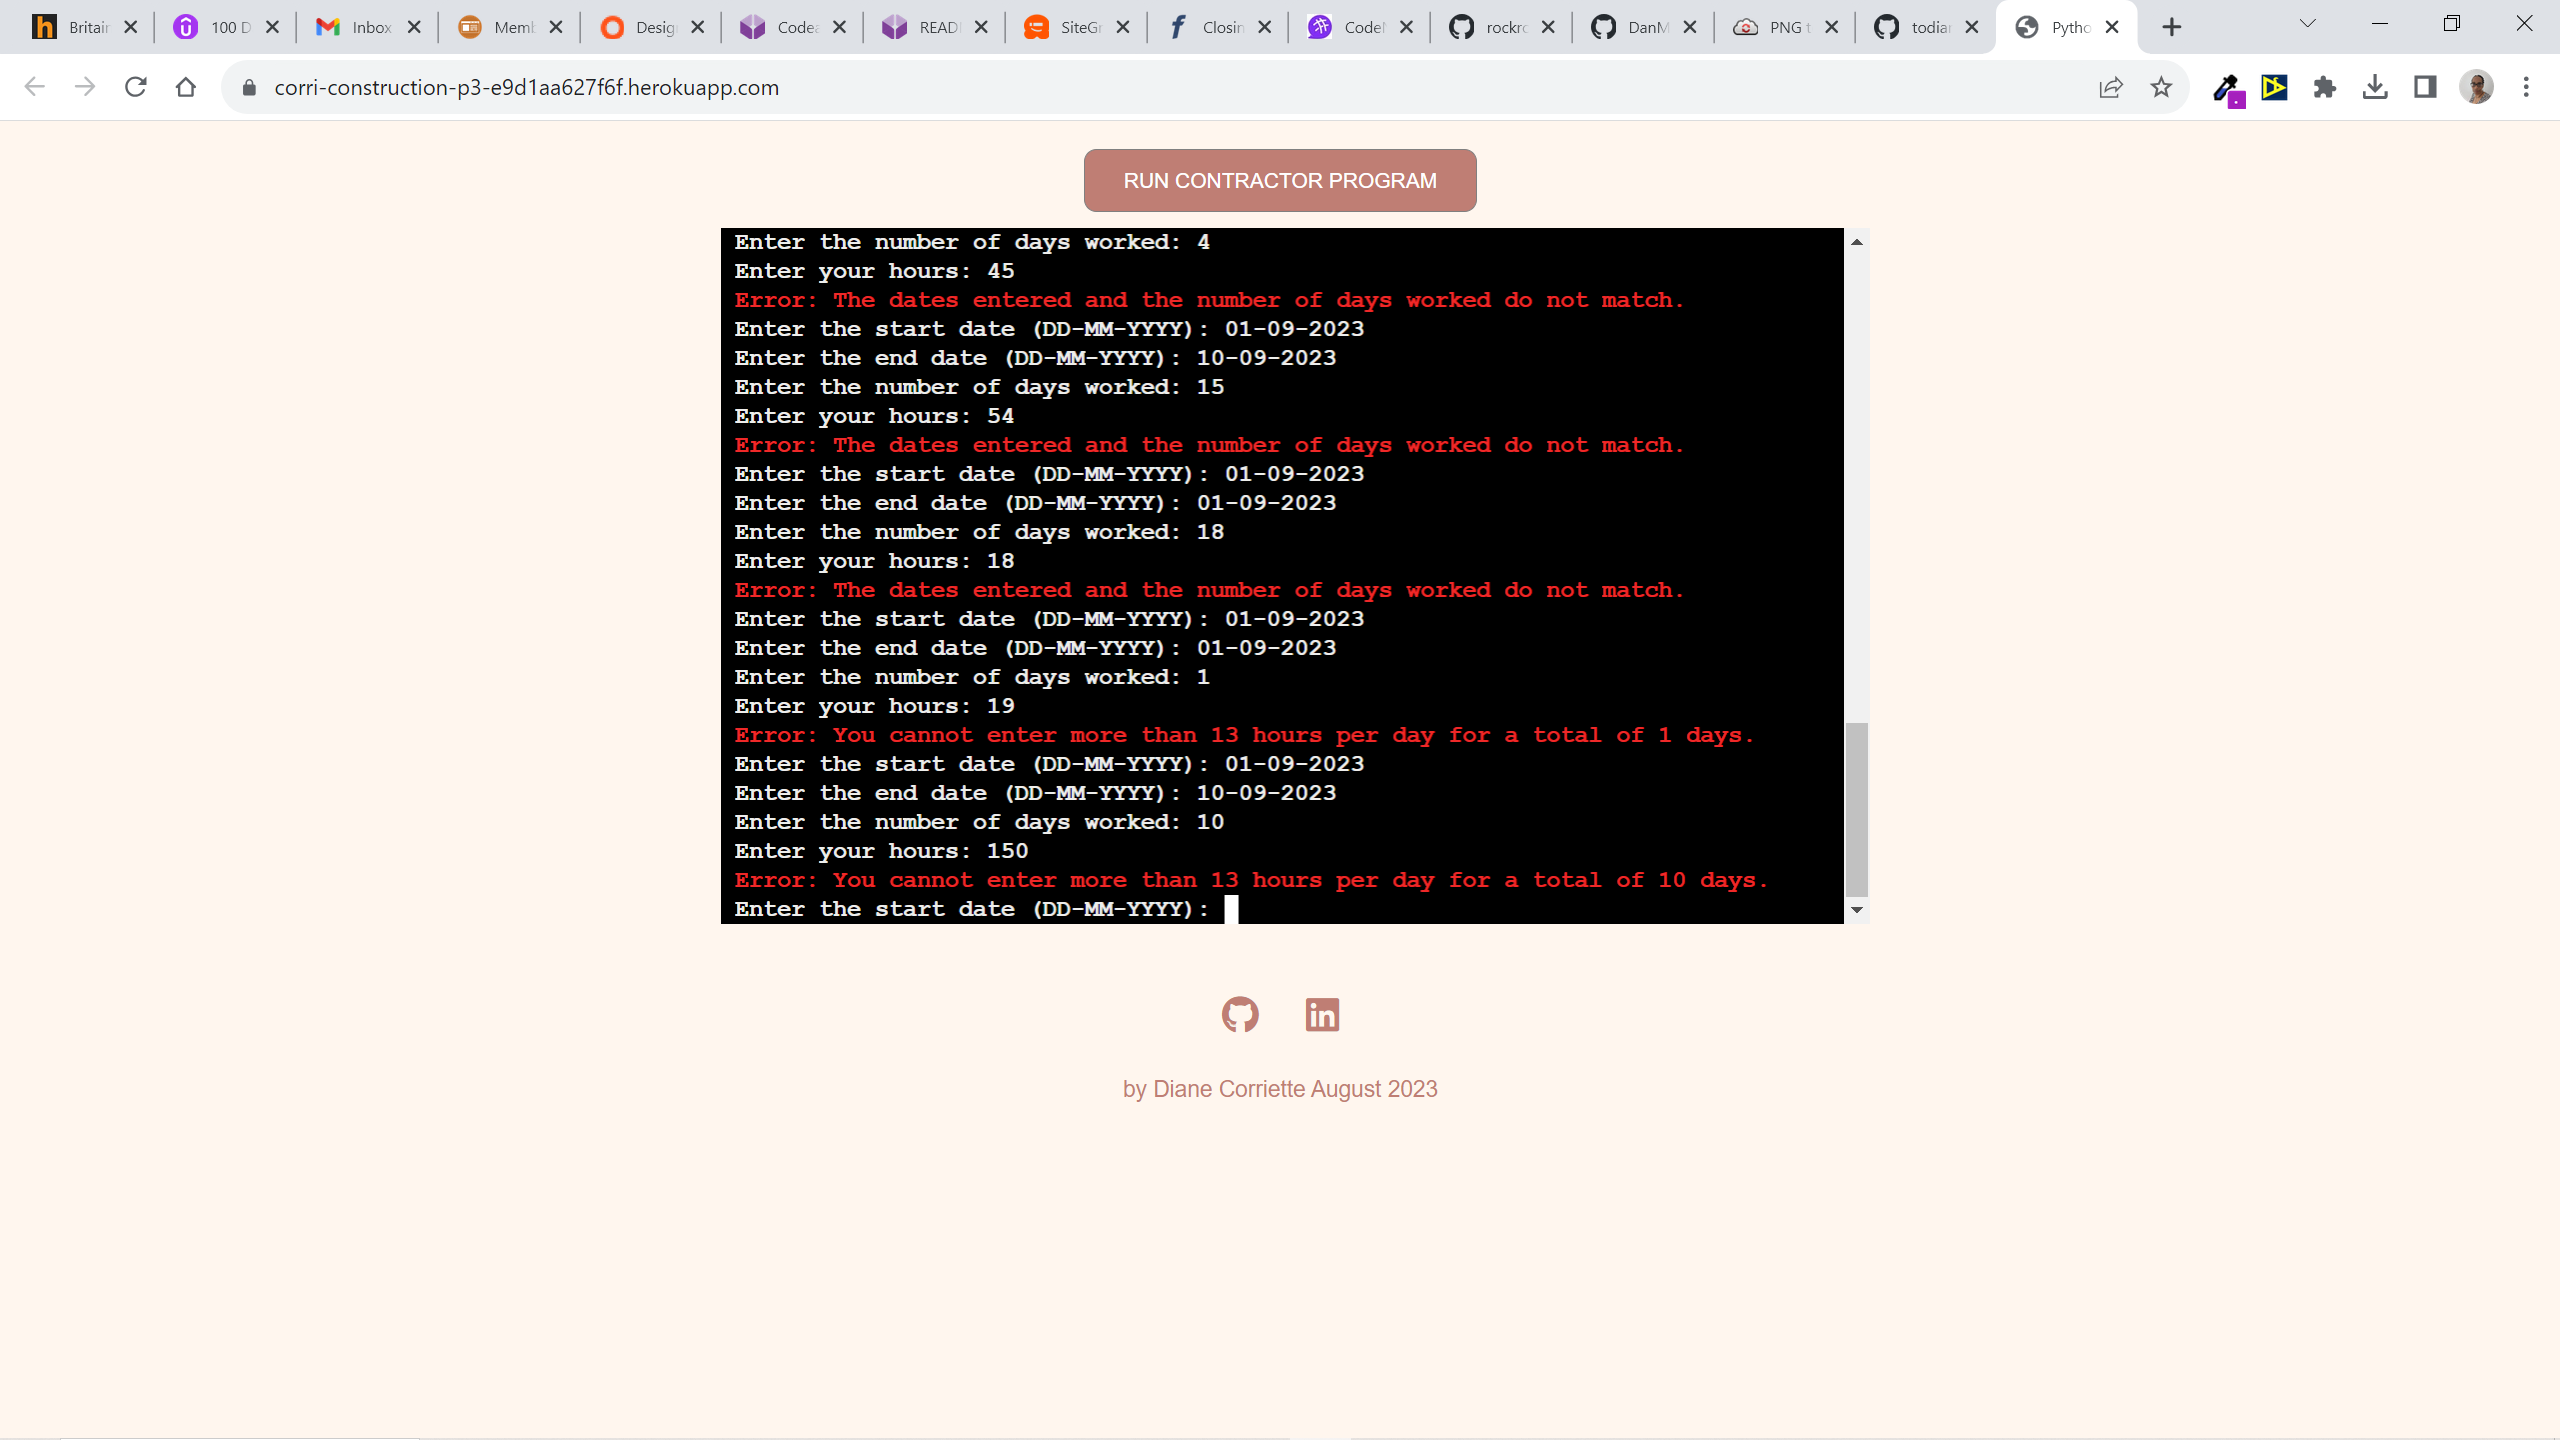 Britain
100 D
Inbox
Memb
Design
Codea
READ
SiteGr
Closin
CodeI
rockro
DanM
PNG t
todian
Pytho
corri-construction-p3-e9d1aa627f6f.herokuapp.com
RUN CONTRACTOR PROGRAM
Enter the number of days worked: 4
Enter your hours: 45
Error: The dates entered and the number of days worked do not match.
Enter the start date (DD-MM-YYYY): 01-09-2023
Enter the end date (DD-MM-YYYY): 10-09-2023
Enter the number of days worked: 15
Enter your hours: 54
Error: The dates entered and the number of days worked do not match.
Enter the start date (DD-MM-YYYY): 01-09-2023
Enter the end date (DD-MM-YYYY): 01-09-2023
Enter the number of days worked: 18
Enter your hours: 18
Error: The dates entered and the number of days worked do not match.
Enter the start date (DD-MM-YYYY): 01-09-2023
Enter the end date (DD-MM-YYYY): 01-09-2023
Enter the number of days worked: 1
Enter your hours: 19
Error: You cannot enter more than 13 hours per day for a total of 1 days.
Enter the start date (DD-MM-YYYY): 01-09-2023
Enter the end date (DD-MM-YYYY): 10-09-2023
Enter the number of days worked: 10
Enter your hours: 150
Error: You cannot enter more than 13 hours per day for a total of 10 days.
Enter the start date (DD-MM-YYYY):
by Diane Corriette August 2023